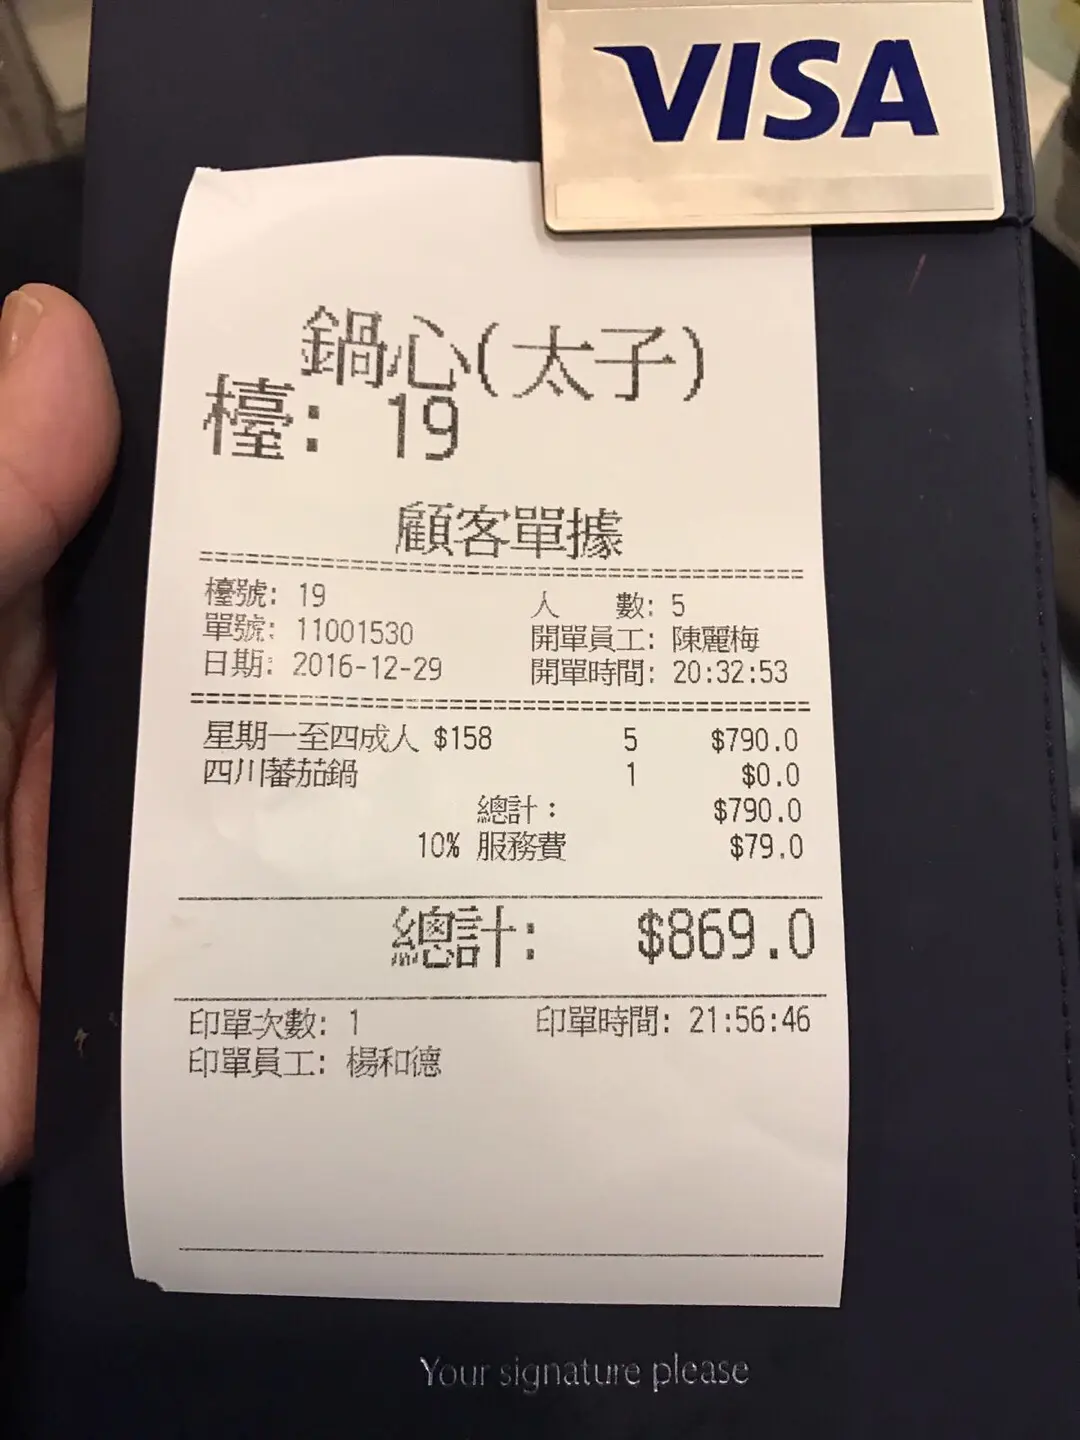 VISA
鍋心(太子)
檯: 19
顧客單據
檯號: 19 人 數: 5
單號: 11001530 開單員工: 陳麗梅
日期: 2016-12-29 開單時間: 20:32:53
星期一至四成人 $158 5 $790.0
四川蕃茄鍋 1 $0.0
總計: $790.0
10% 服務費 $79.0
總計: $869.0
印單次數: 1 印單時間: 21:56:46
印單員工: 楊和德
Your signature please